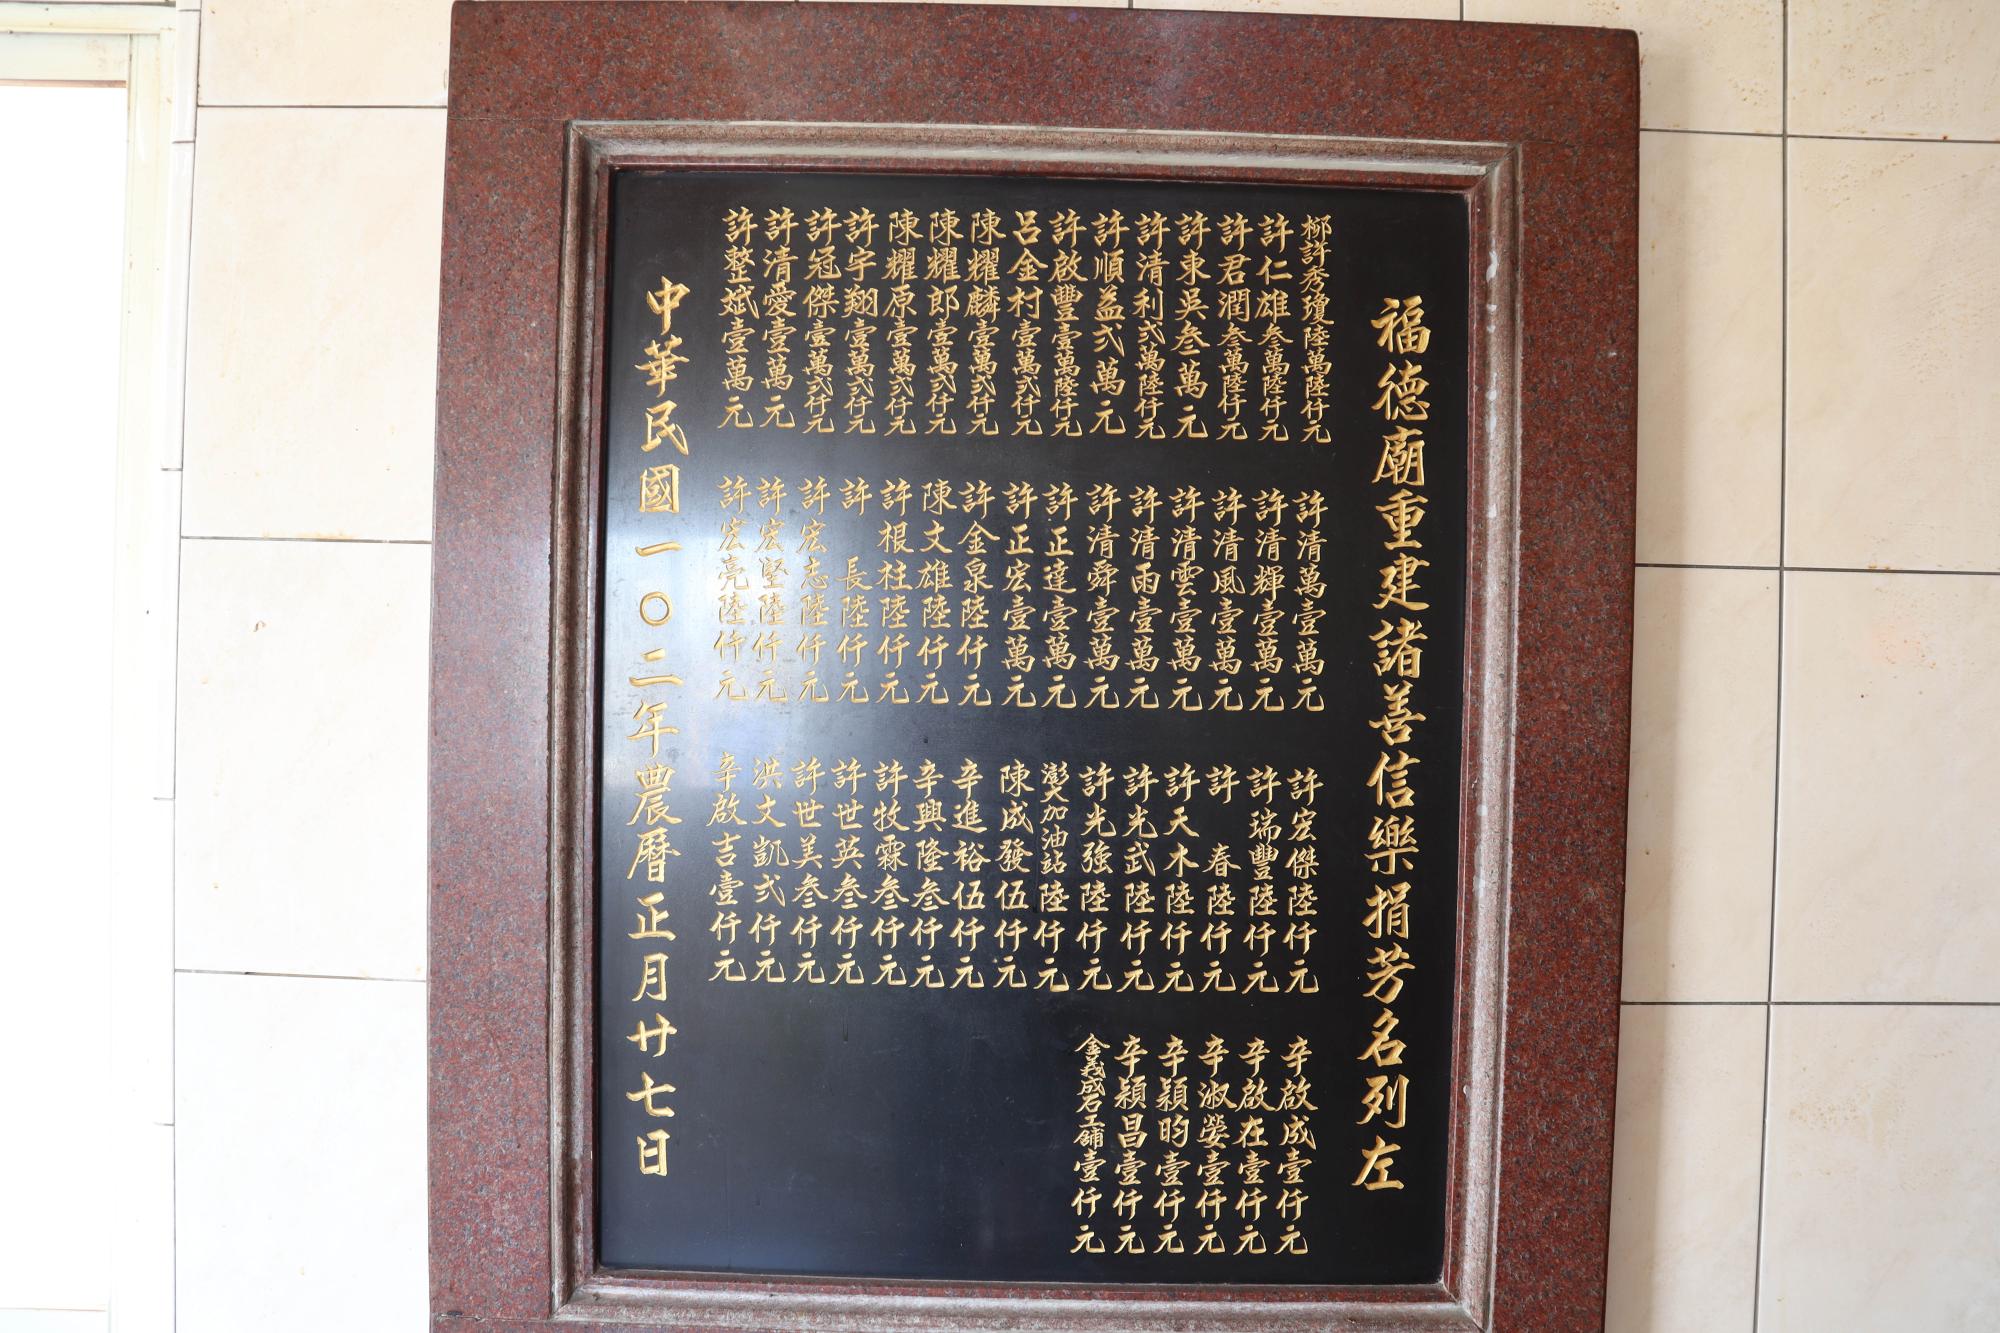 福德廟重建諸善信樂捐芳名列左
柳許秀瓊陸萬陸仟元
許仁雄叁萬陸仟元
許君潤叁萬陸仟元
許東吳叁萬元
許清利弍萬陸仟元
許順益弍萬元
許啟豐壹萬陸仟元
呂金村壹萬弍仟元
陳耀麟壹萬弍仟元
陳耀郎壹萬弍仟元
陳耀原壹萬弍仟元
許宇翔壹萬弍仟元
許冠傑壹萬弍仟元
許清愛壹萬元
許整斌壹萬元
許清萬壹萬元
許清輝壹萬元
許清風壹萬元
許清雲壹萬元
許清雨壹萬元
許清舜壹萬元
許正達壹萬元
許正宏壹萬元
許金泉陸仟元
陳文雄陸仟元
許根柱陸仟元
許長陸仟元
許宏志陸仟元
許宏堅陸仟元
許宏亮陸仟元
許宏傑陸仟元
許瑞豐陸仟元
許春陸仟元
許天木陸仟元
許光武陸仟元
許光強陸仟元
澎大加油站陸仟元
陳成發伍仟元
辛進裕伍仟元
辛興隆叁仟元
許牧霖叁仟元
許世英叁仟元
許世美叁仟元
洪文凱弍仟元
辛啟吉壹仟元
辛啟成壹仟元
辛啟在壹仟元
辛淑瑩壹仟元
辛穎昀壹仟元
辛穎昌壹仟元
金義成石工舖壹仟元
中華民國一〇二年農曆正月廿七日